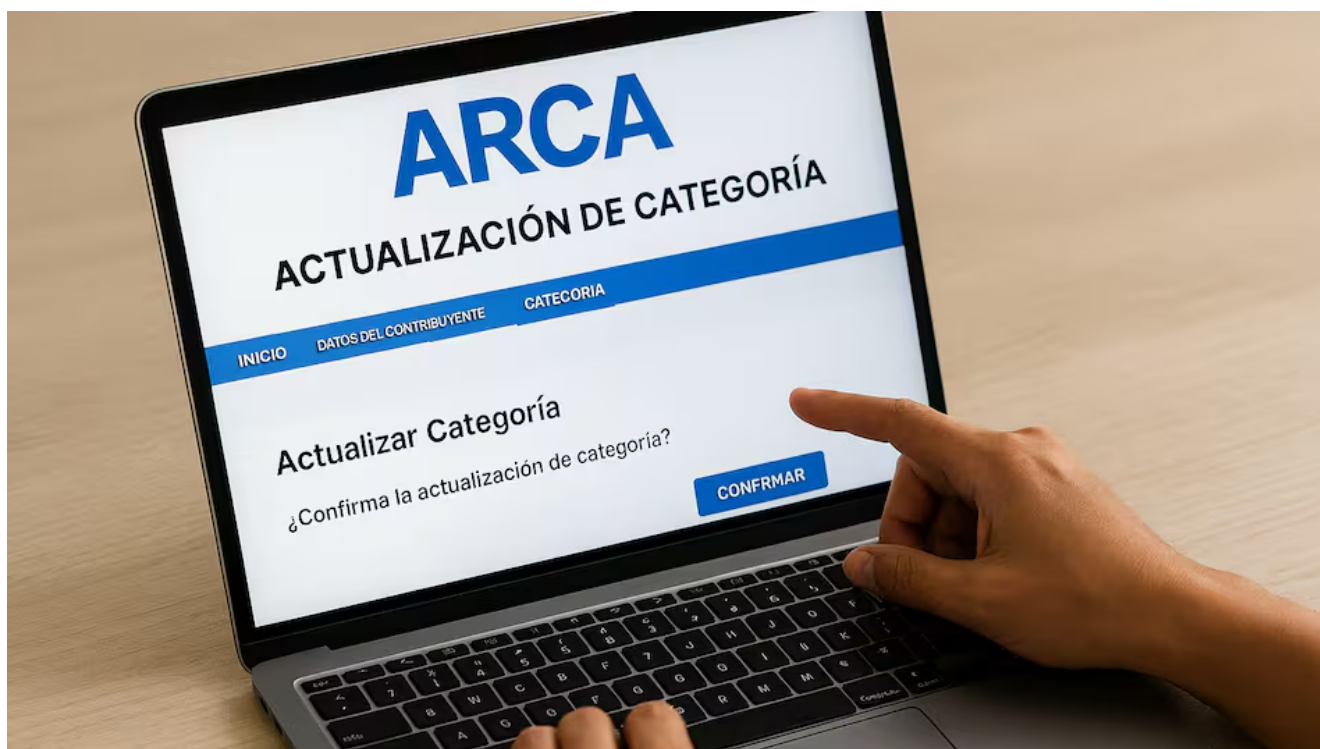 ARCA
ACTUALIZACIÓN DE CATEGORÍA
INICIO DATOS DEL CONTRIBUYENTE CATECORIA
Actualizar Categoría
¿Confirma la actualización de categoría?
CONFRMAR